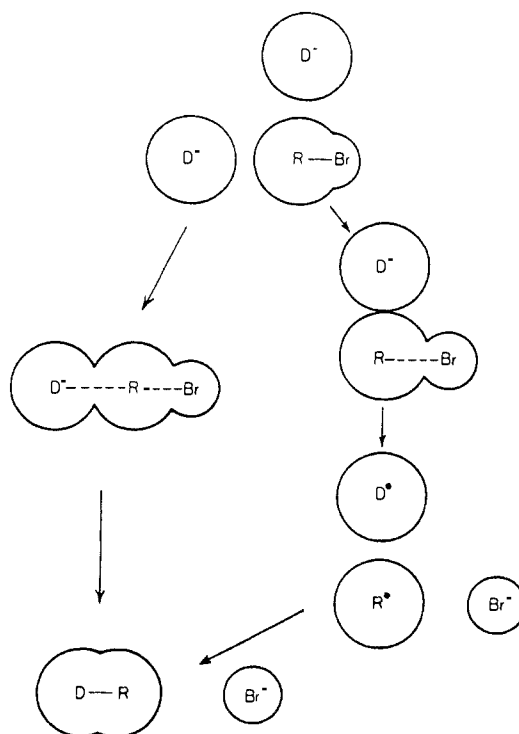 D⁻
D⁻ R—Br
D⁻
R----Br
D⁻-----R---Br
D•
R• Br⁻
D—R Br⁻